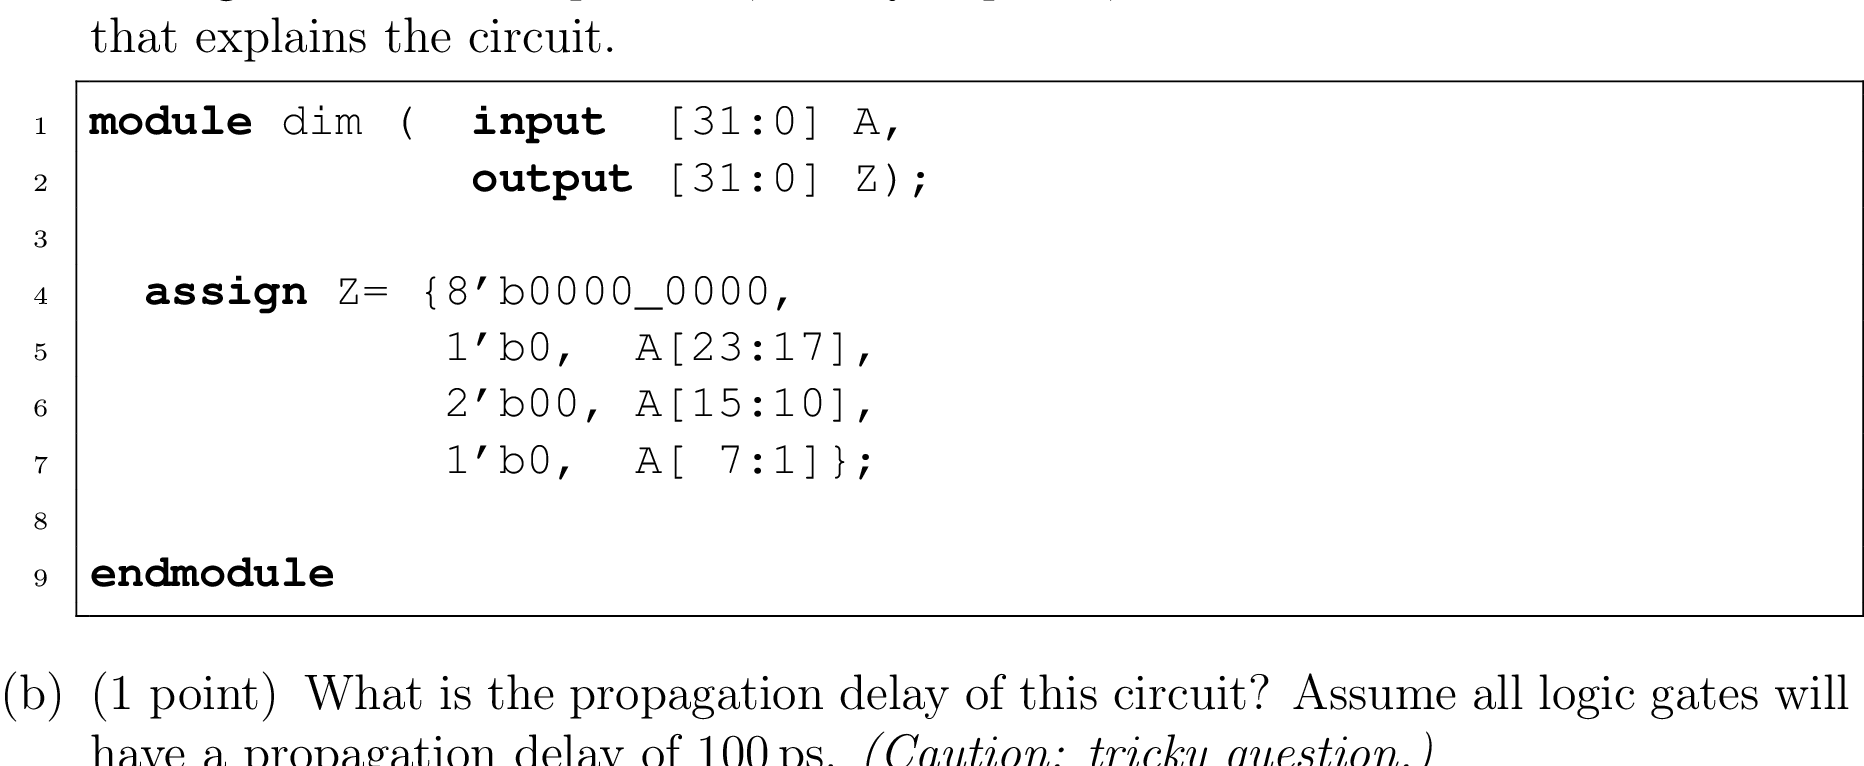 that explains the circuit.
1 module dim ( input [31:0] A,
2 output [31:0] Z);
3
4 assign Z= {8'b0000_0000,
5 1'b0, A[23:17],
6 2'b00, A[15:10],
7 1'b0, A[ 7:1]};
8
9 endmodule
(b) (1 point) What is the propagation delay of this circuit? Assume all logic gates will
have a propagation delay of 100 ps. (Caution: tricky question.)